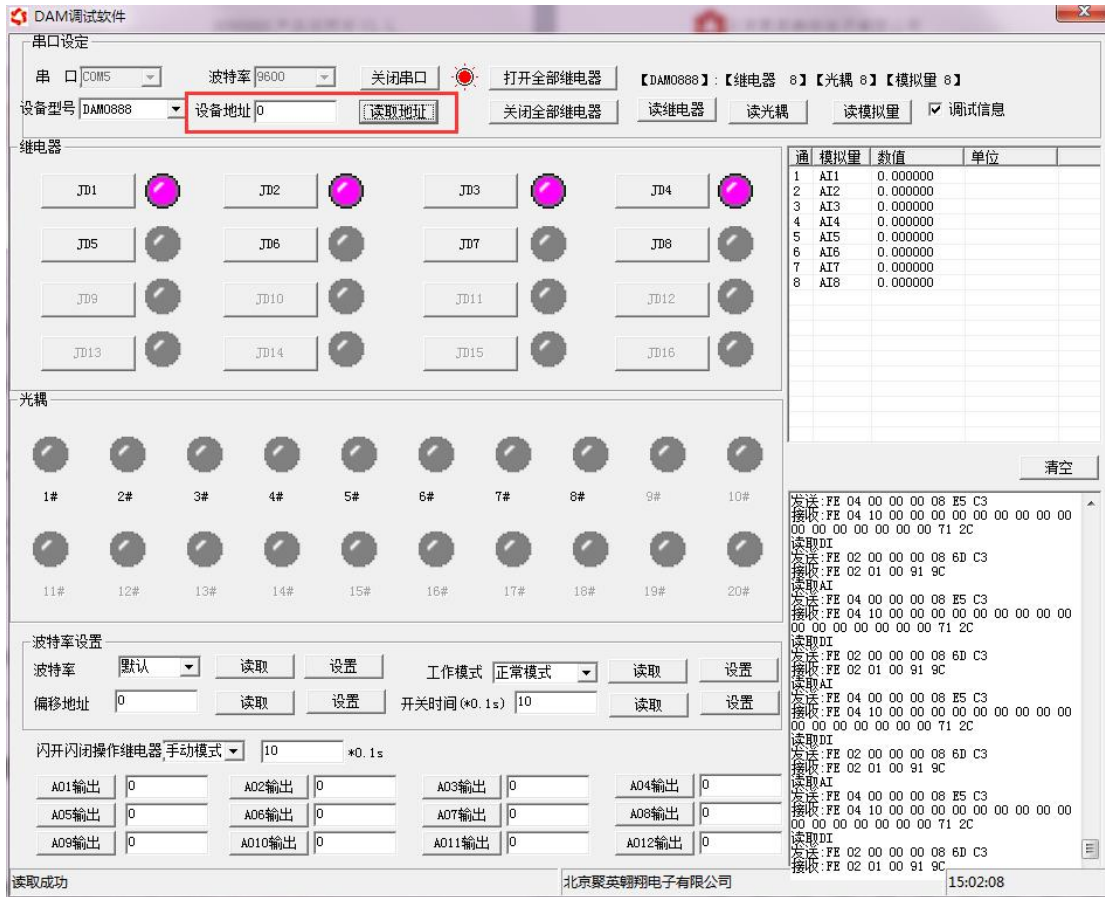 DAM调试软件
串口设定
串 口 COM5 波特率 9600 关闭串口 打开全部继电器 【DAM0888】:【继电器 8】【光耦 8】【模拟量 8】
设备型号 DAM0888 设备地址 0 读取地址 关闭全部继电器 读继电器 读光耦 读模拟量 调试信息
继电器
JD1 JD2 JD3 JD4
JD5 JD6 JD7 JD8
JD9 JD10 JD11 JD12
JD13 JD14 JD15 JD16
通 模拟量 数值 单位
1 AI1 0.000000
2 AI2 0.000000
3 AI3 0.000000
4 AI4 0.000000
5 AI5 0.000000
6 AI6 0.000000
7 AI7 0.000000
8 AI8 0.000000
清空
光耦
1# 2# 3# 4# 5# 6# 7# 8# 9# 10#
11# 12# 13# 14# 15# 16# 17# 18# 19# 20#
发送:FE 04 00 00 00 08 E5 C3
接收:FE 04 10 00 00 00 00 00 00 00 00 00
00 00 00 00 00 00 00 71 2C
读取DI
发送:FE 02 00 00 00 08 6D C3
接收:FE 02 01 00 91 9C
读取AI
发送:FE 04 00 00 00 08 E5 C3
接收:FE 04 10 00 00 00 00 00 00 00 00 00
00 00 00 00 00 00 00 71 2C
读取DI
发送:FE 02 00 00 00 08 6D C3
接收:FE 02 01 00 91 9C
读取AI
发送:FE 04 00 00 00 08 E5 C3
接收:FE 04 10 00 00 00 00 00 00 00 00 00
00 00 00 00 00 00 00 71 2C
读取DI
发送:FE 02 00 00 00 08 6D C3
接收:FE 02 01 00 91 9C
读取AI
发送:FE 04 00 00 00 08 E5 C3
接收:FE 04 10 00 00 00 00 00 00 00 00 00
00 00 00 00 00 00 00 71 2C
读取DI
发送:FE 02 00 00 00 08 6D C3
接收:FE 02 01 00 91 9C
波特率设置
波特率 默认 读取 设置 工作模式 正常模式 读取 设置
偏移地址 0 读取 设置 开关时间(*0.1s) 10 读取 设置
闪开闪闭操作继电器 手动模式 10 *0.1s
AO1输出 0 AO2输出 0 AO3输出 0 AO4输出 0
AO5输出 0 AO6输出 0 AO7输出 0 AO8输出 0
AO9输出 0 AO10输出 0 AO11输出 0 AO12输出 0
读取成功 北京聚英翱翔电子有限公司 15:02:08